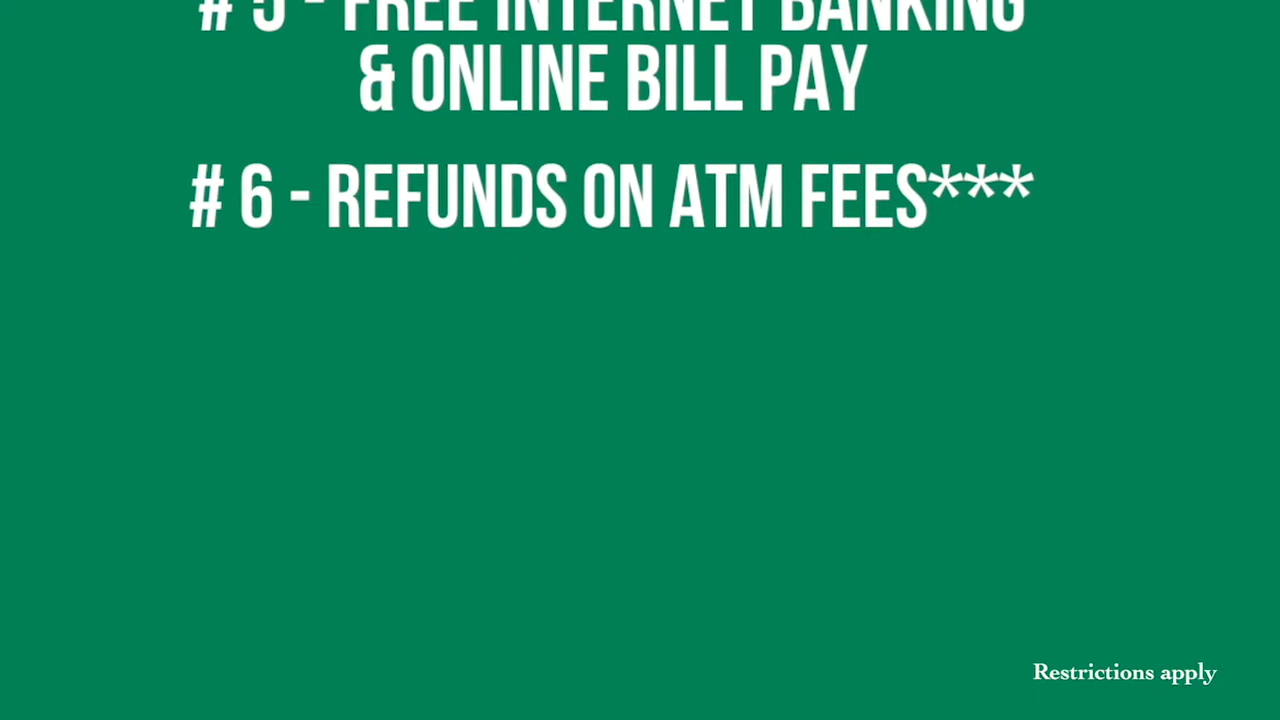 # 5 - FREE INTERNET BANKING
& ONLINE BILL PAY
# 6 - REFUNDS ON ATM FEES***
Restrictions apply